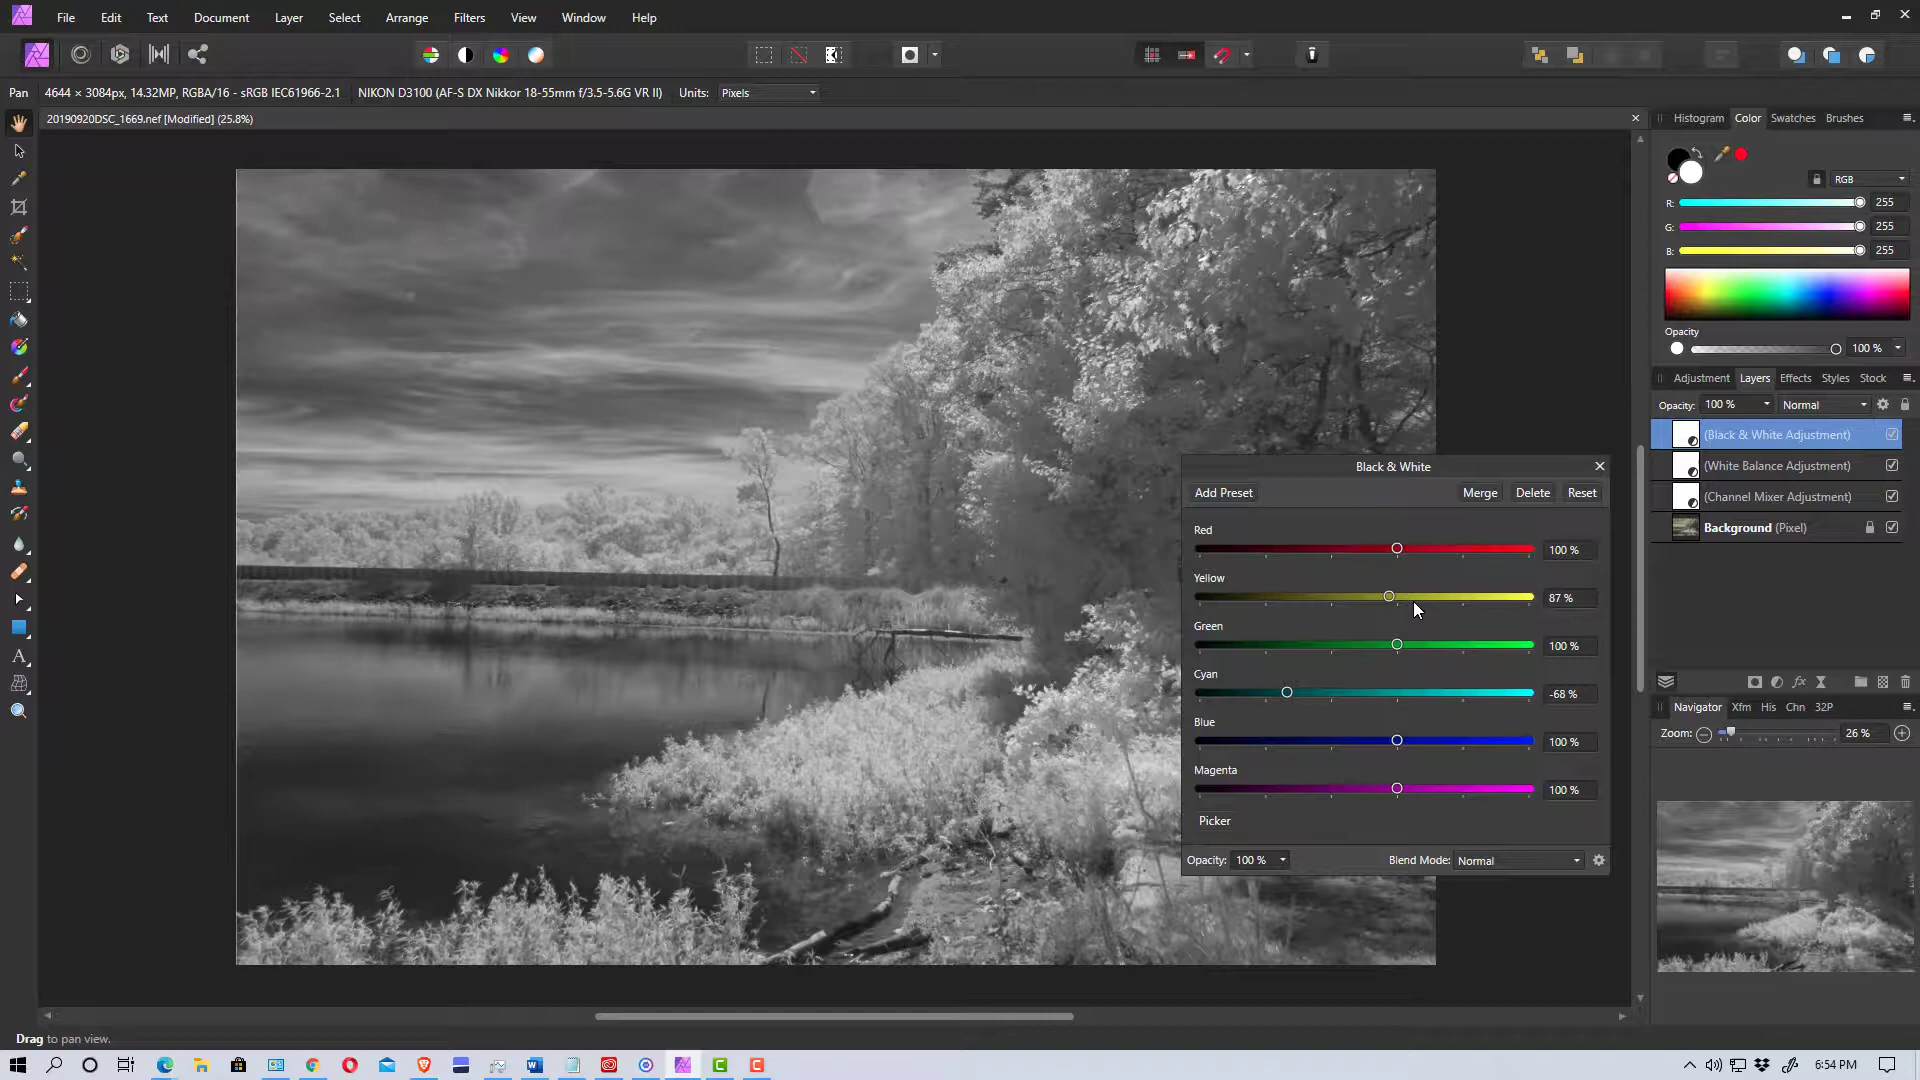 File Edit Text Document Layer Select Arrange Filters View Window Help
Pan 4644 × 3084px, 14.32MP, RGBA/16 - sRGB IEC61966-2.1 NIKON D3100 (AF-S DX Nikkor 18-55mm f/3.5-5.6G VR II) Units: Pixels
20190920DSC_1669.nef [Modified] (25.8%)
Histogram Color Swatches Brushes
RGB
R: 255
G: 255
B: 255
Opacity
100 %
Adjustment Layers Effects Styles Stock
Opacity: 100 % Normal
(Black & White Adjustment)
(White Balance Adjustment)
(Channel Mixer Adjustment)
Background (Pixel)
Black & White
Add Preset Merge Delete Reset
Red
100 %
Yellow
87 %
Green
100 %
Cyan
-68 %
Blue
100 %
Magenta
100 %
Picker
Opacity: 100 % Blend Mode: Normal
Navigator Xfm His Chn 32P
Zoom: 26 %
Drag to pan view.
6:54 PM